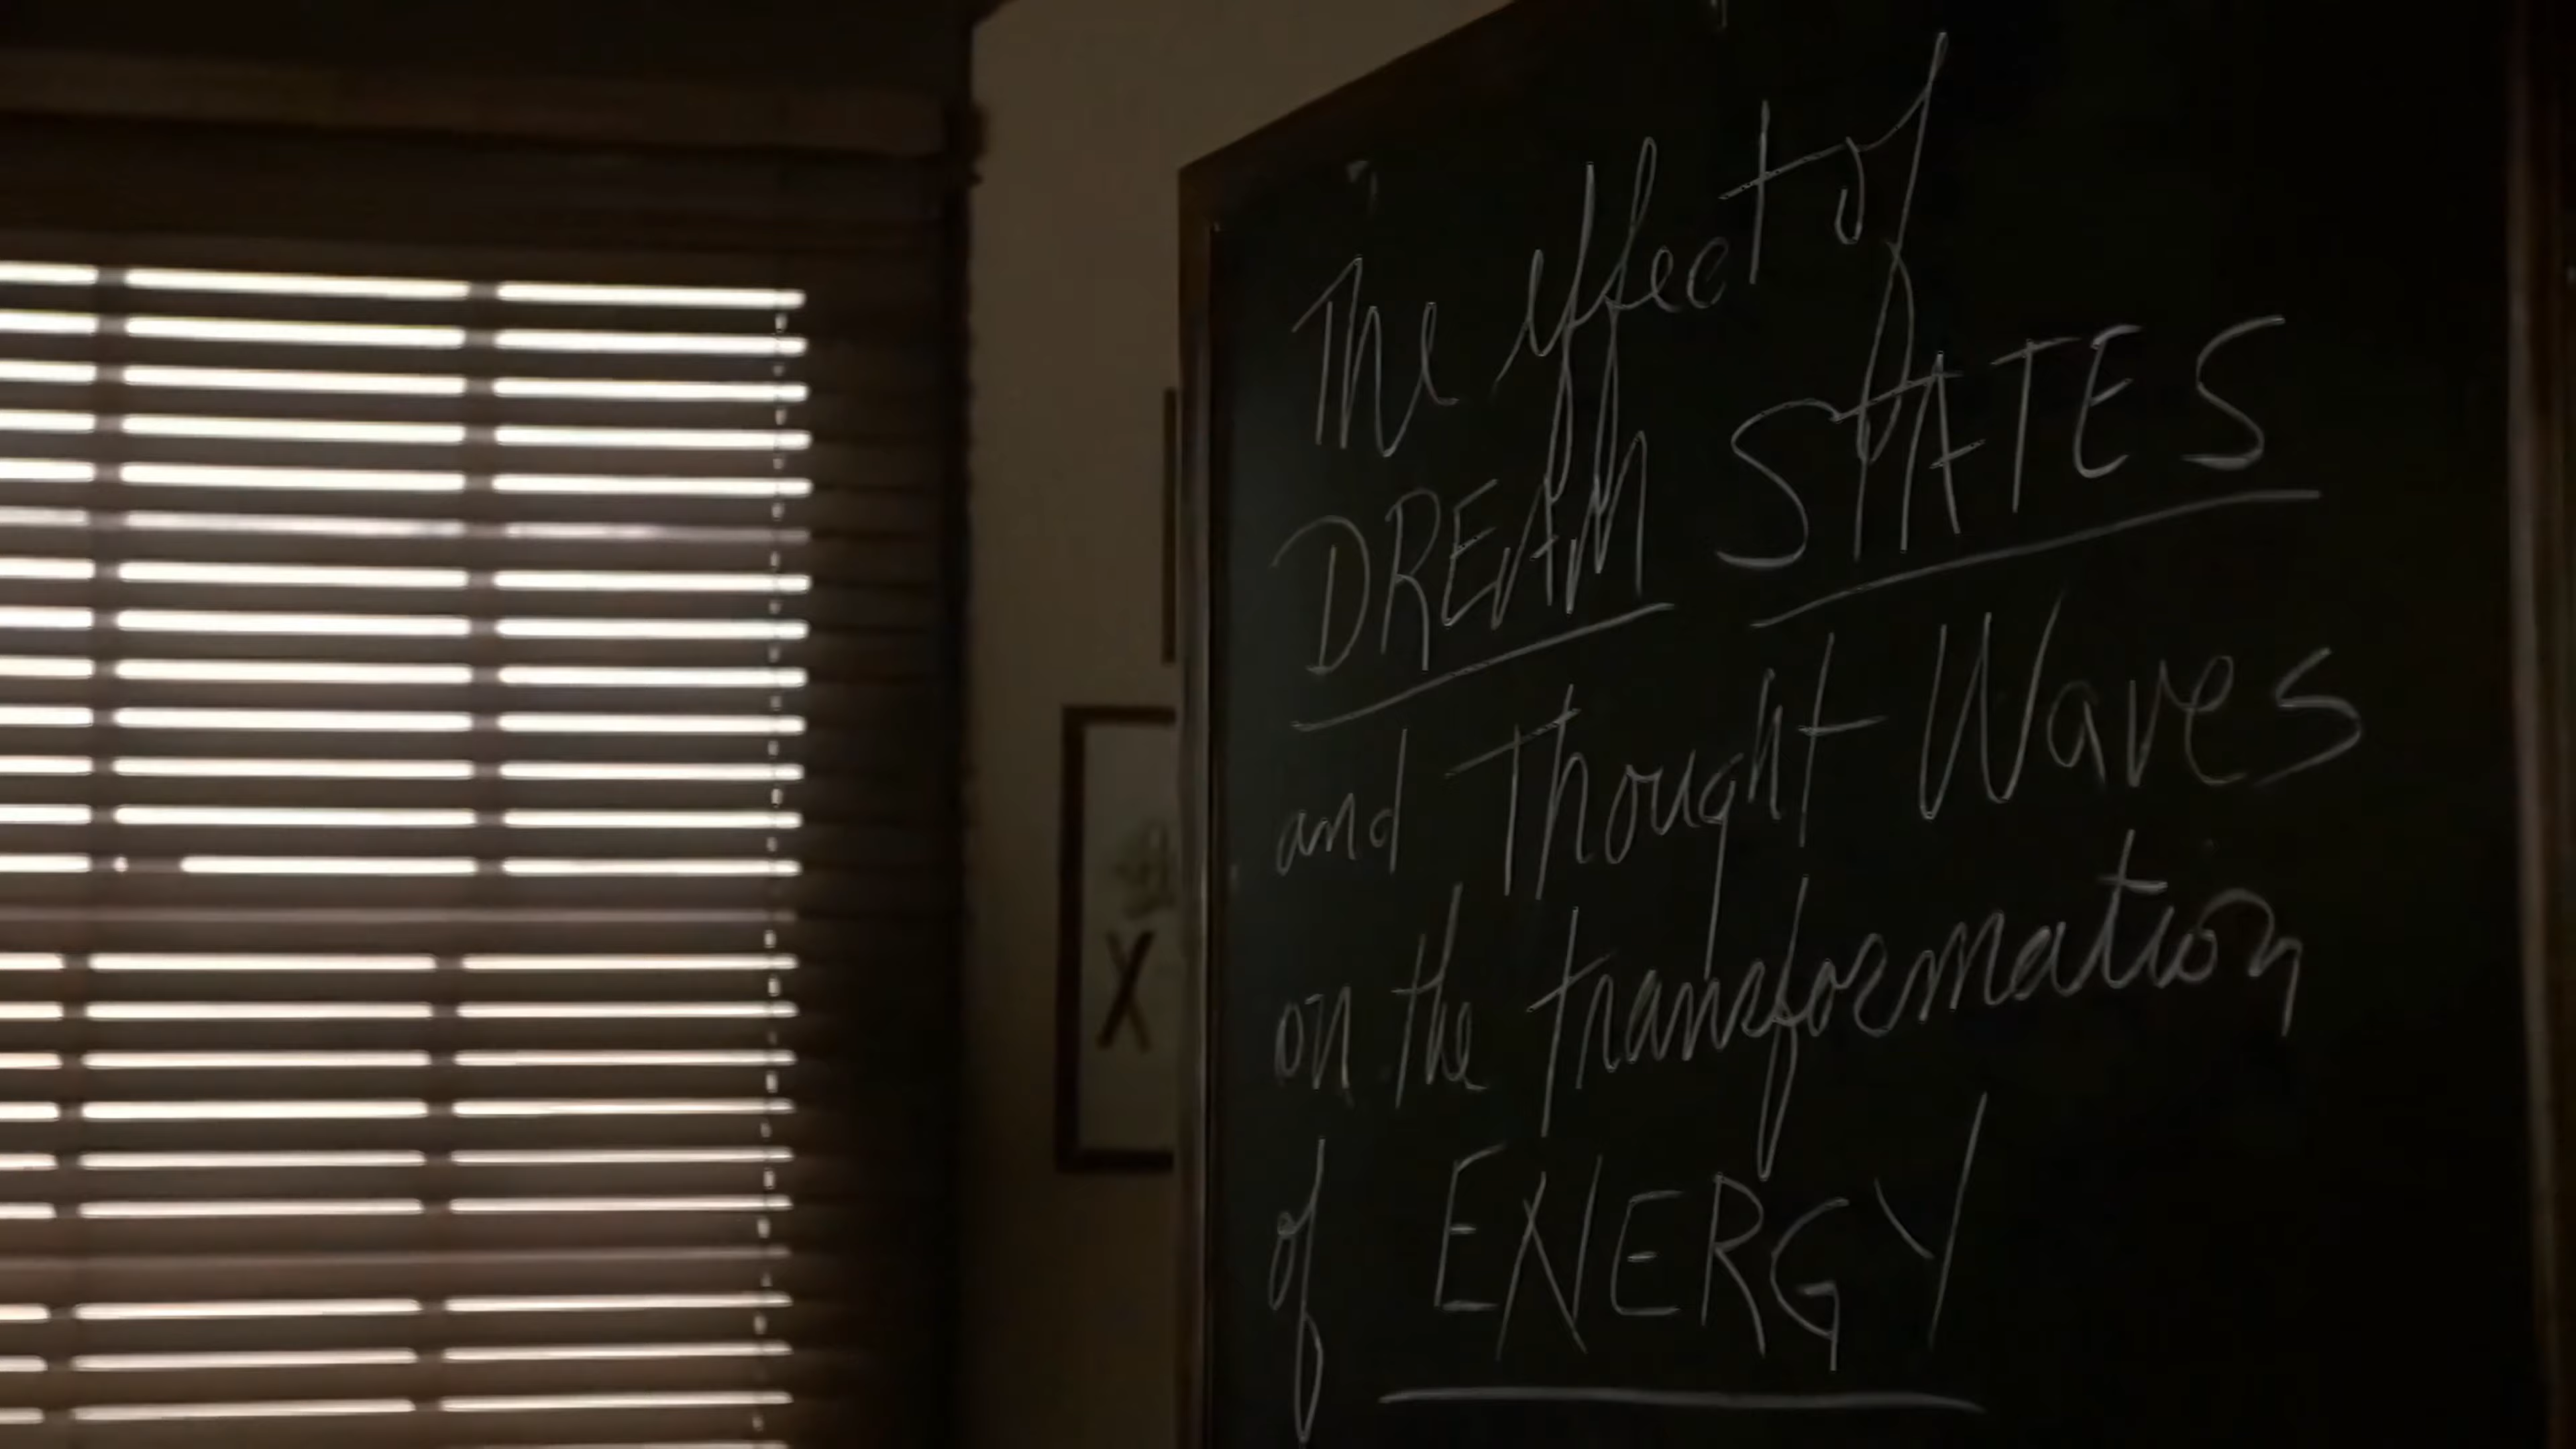 The effect of
DREAM STATES
and Thought Waves
on the transformation
of ENERGY
X